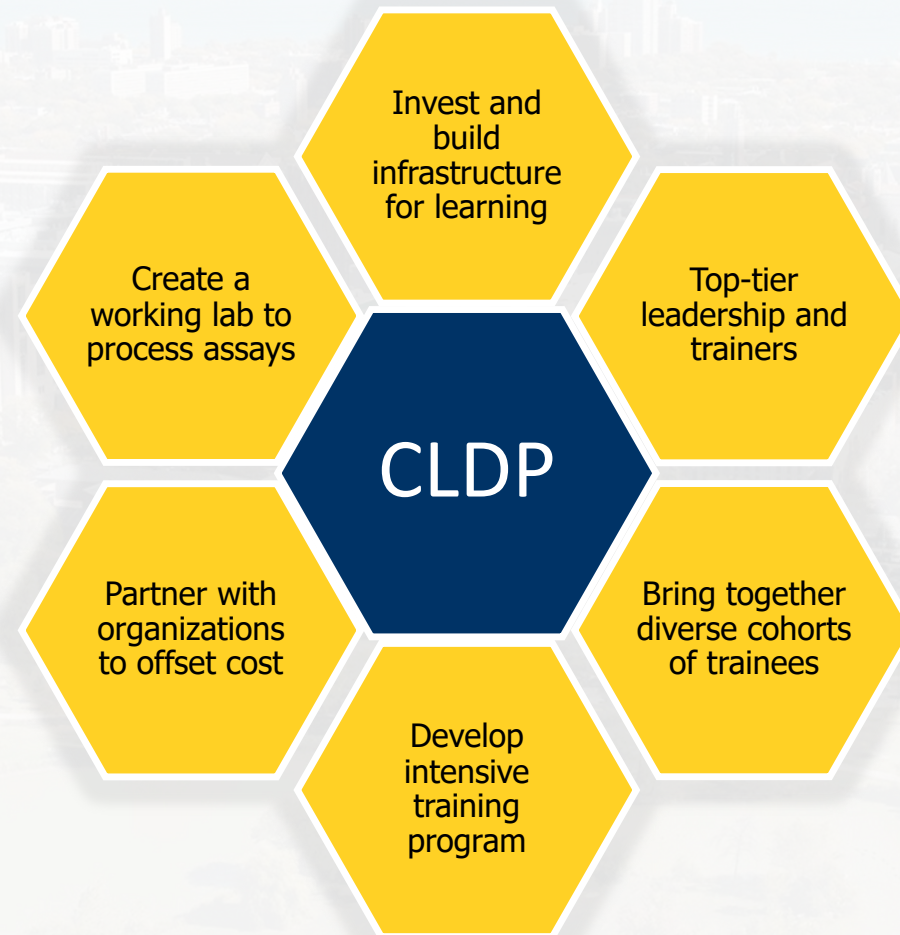 Invest and
build
infrastructure
for learning
Create a
working lab to
process assays
Top-tier
leadership and
trainers
CLDP
Partner with
organizations
to offset cost
Bring together
diverse cohorts
of trainees
Develop
intensive
training
program